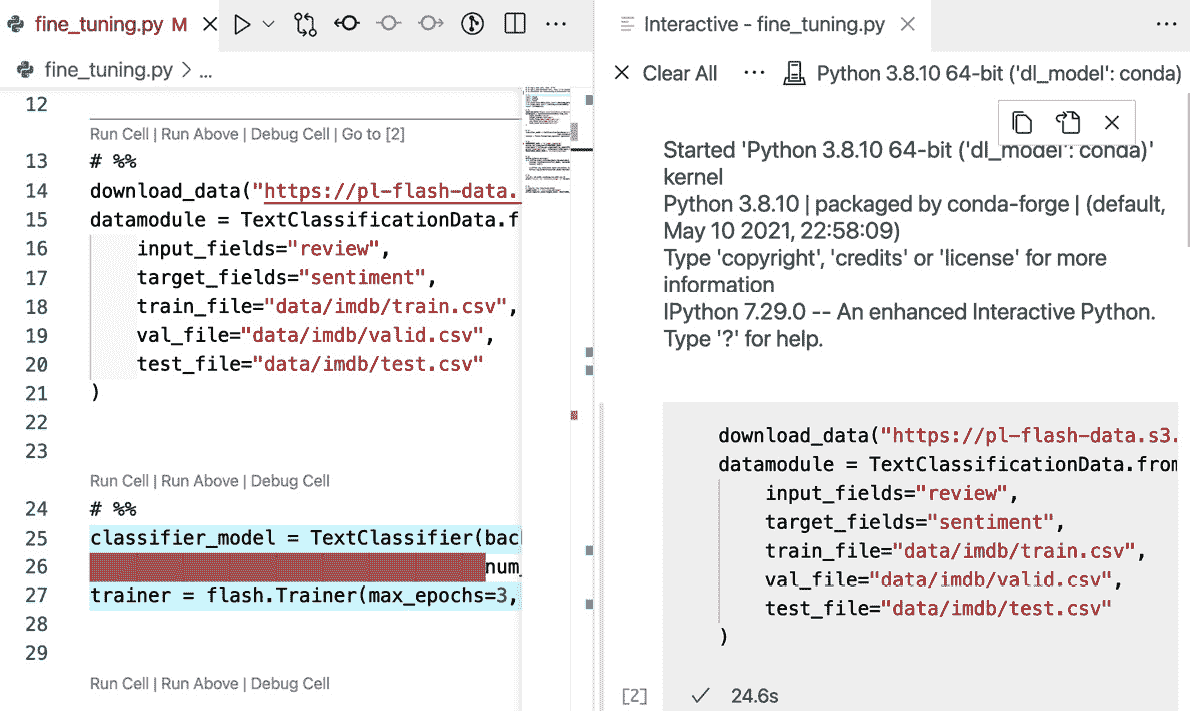 fine_tuning.py M
fine_tuning.py > ...
12
Run Cell | Run Above | Debug Cell | Go to [2]
13 # %%
14 download_data("https://pl-flash-data.
15 datamodule = TextClassificationData.f
16 input_fields="review",
17 target_fields="sentiment",
18 train_file="data/imdb/train.csv",
19 val_file="data/imdb/valid.csv",
20 test_file="data/imdb/test.csv"
21 )
22
23
Run Cell | Run Above | Debug Cell
24 # %%
25 classifier_model = TextClassifier(bac
26 num_
27 trainer = flash.Trainer(max_epochs=3,
28
29
Run Cell | Run Above | Debug Cell
Interactive - fine_tuning.py
Clear All ... Python 3.8.10 64-bit ('dl_model': conda)
Started 'Python 3.8.10 64-bit ('dl_model': conda)'
kernel
Python 3.8.10 | packaged by conda-forge | (default,
May 10 2021, 22:58:09)
Type 'copyright', 'credits' or 'license' for more
information
IPython 7.29.0 -- An enhanced Interactive Python.
Type '?' for help.
download_data("https://pl-flash-data.s3.
datamodule = TextClassificationData.from
input_fields="review",
target_fields="sentiment",
train_file="data/imdb/train.csv",
val_file="data/imdb/valid.csv",
test_file="data/imdb/test.csv"
)
[2] ✓ 24.6s